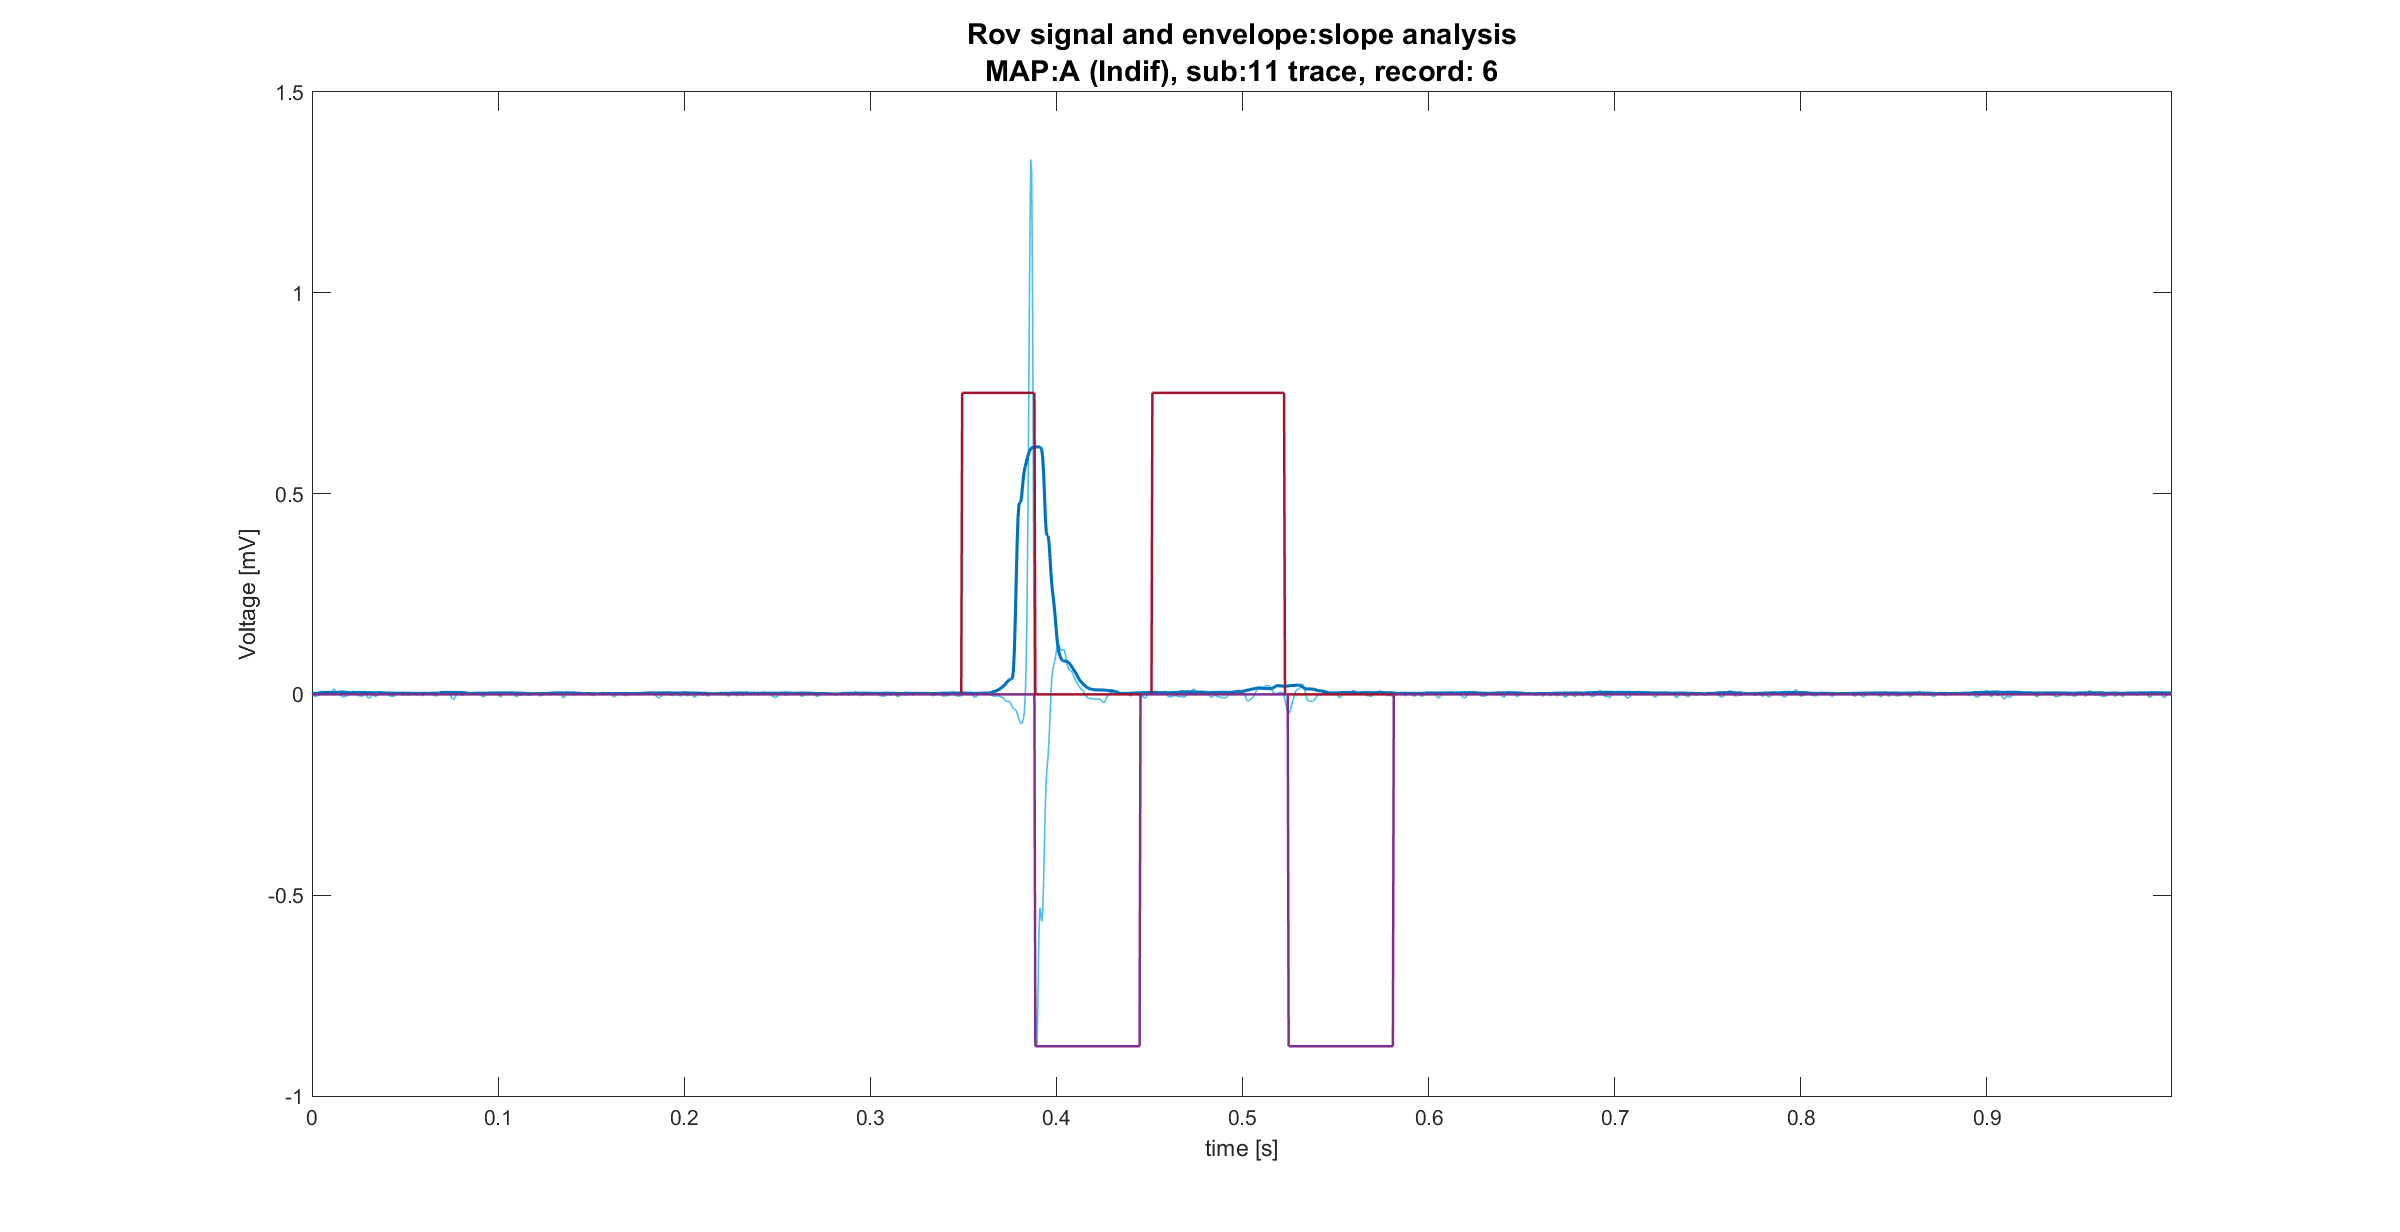 Rov signal and envelope:slope analysis
MAP:A (Indif), sub:11 trace, record: 6
1.5
1
0.5
0
-0.5
-1
Voltage [mV]
0 0.1 0.2 0.3 0.4 0.5 0.6 0.7 0.8 0.9
time [s]